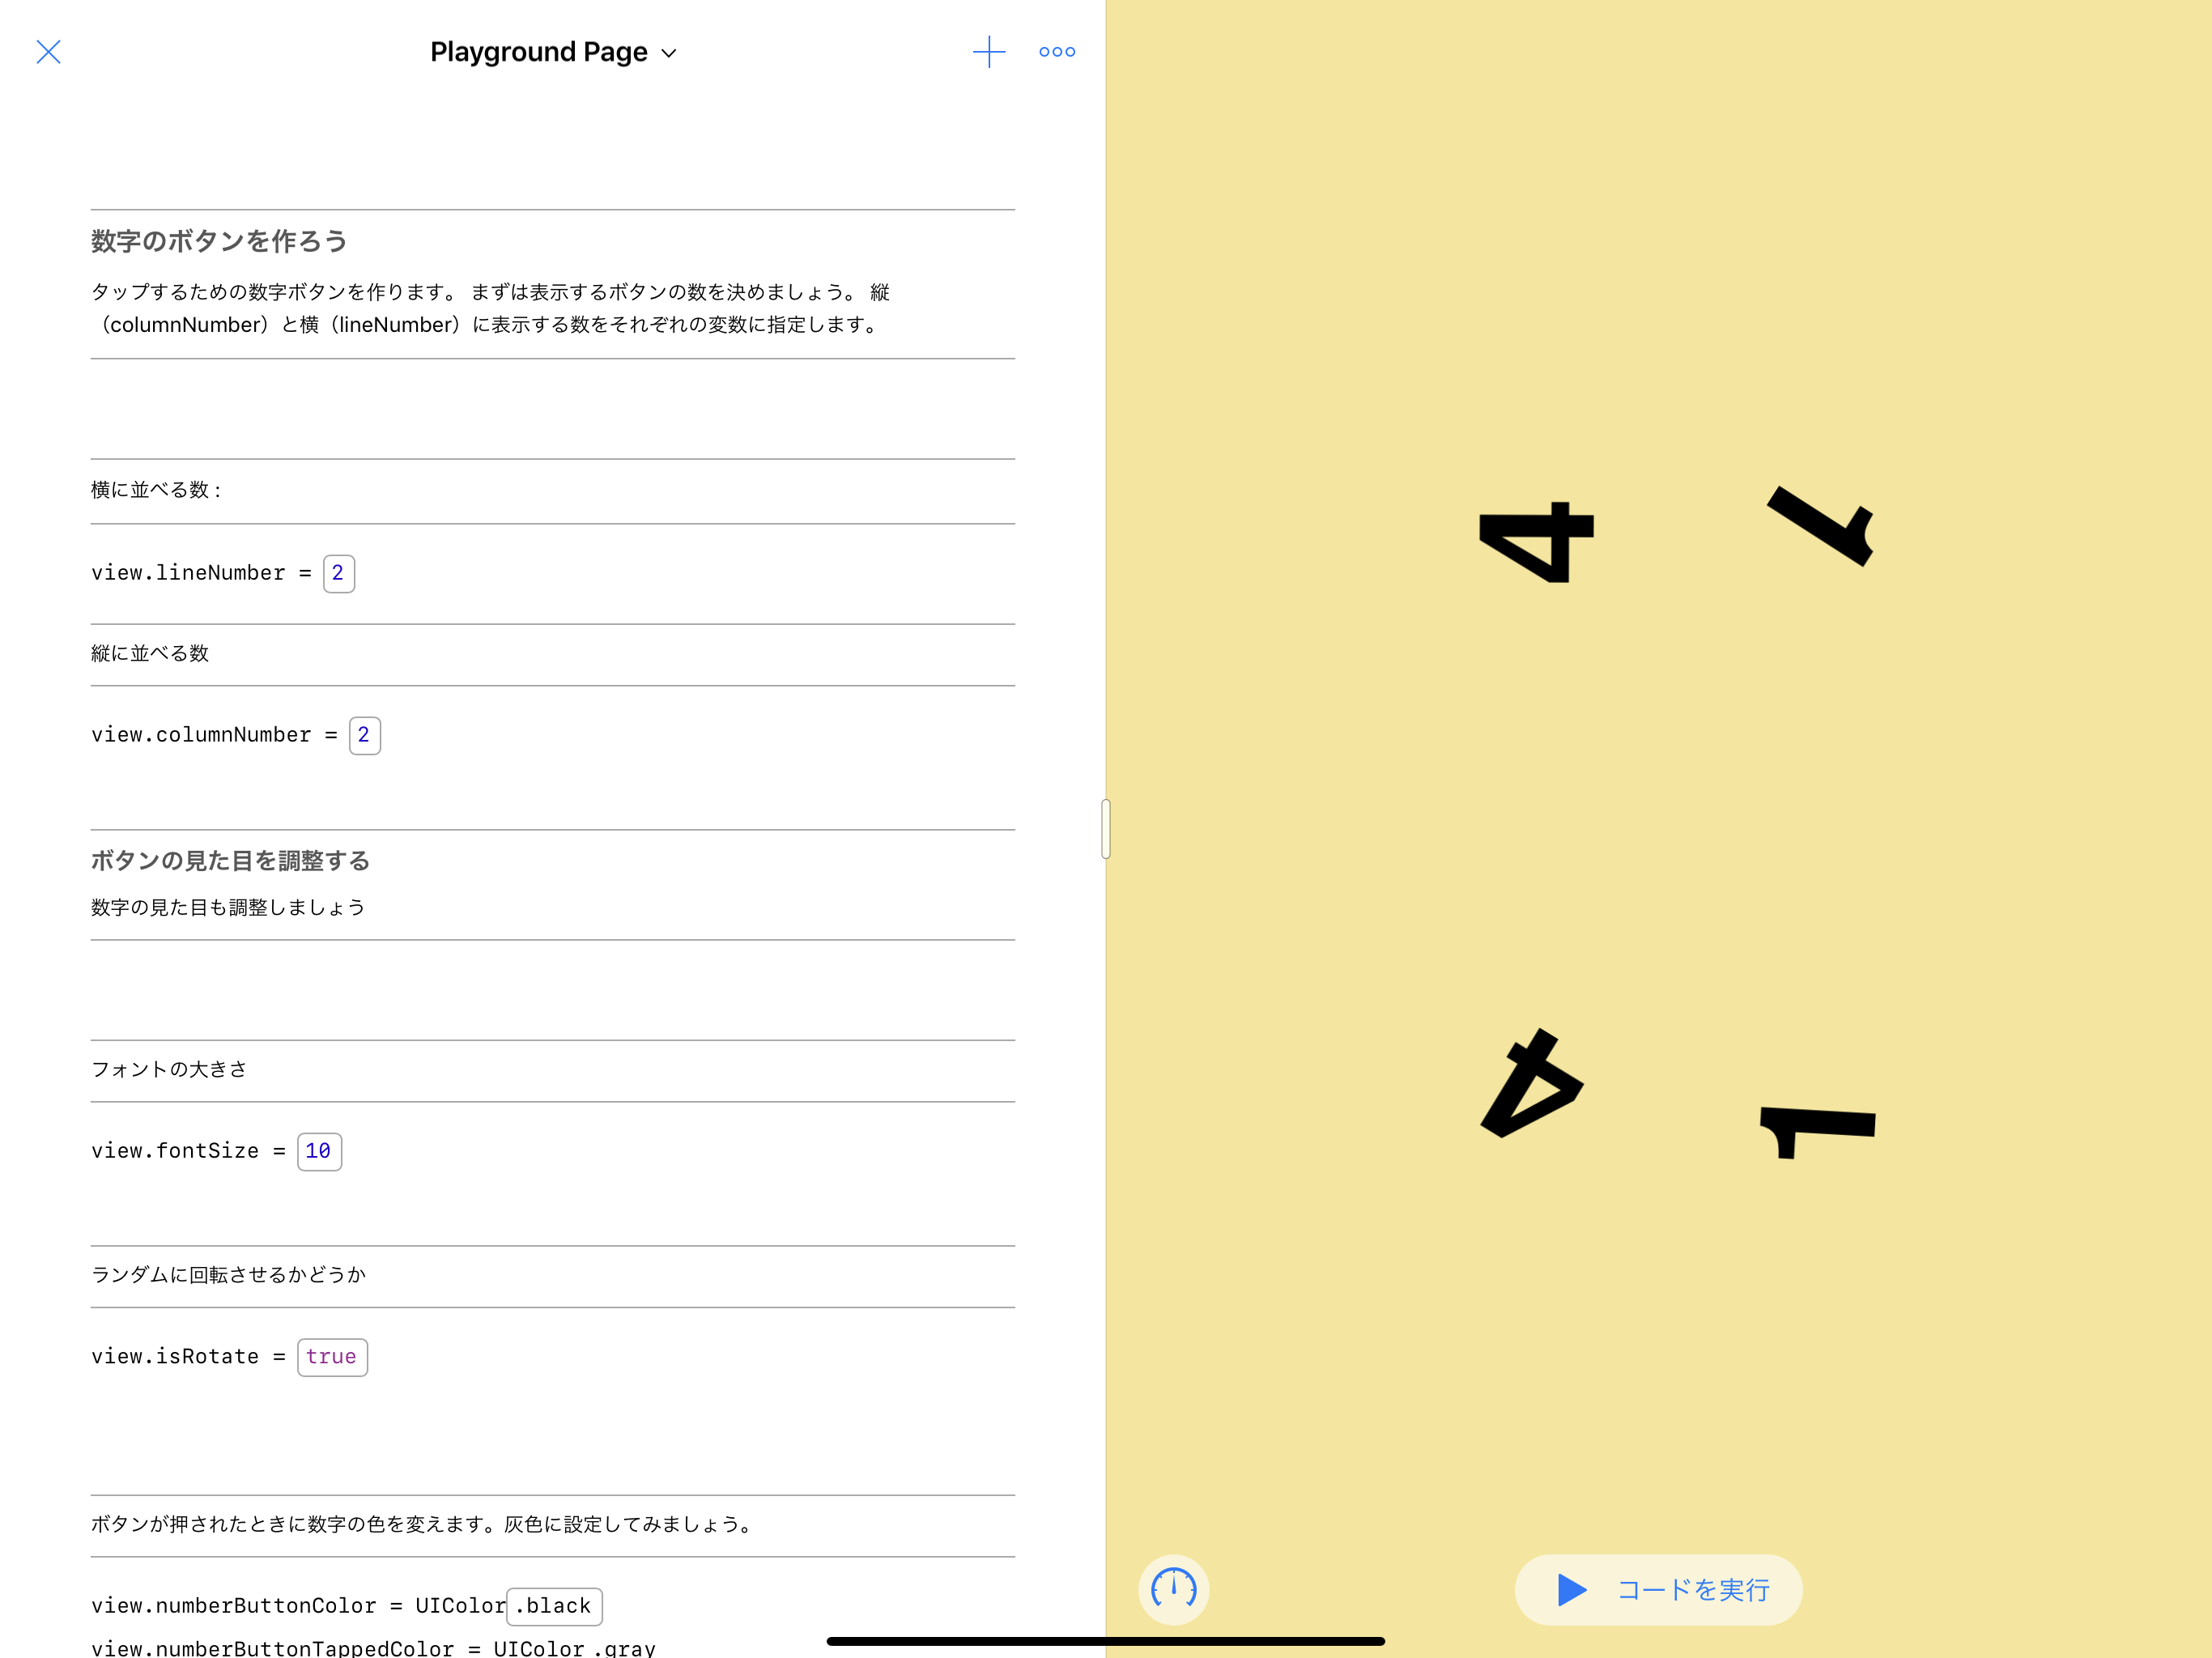 Playground Page
数字のボタンを作ろう
タップするための数字ボタンを作ります。 まずは表示するボタンの数を決めましょう。 縦
（columnNumber）と横（lineNumber）に表示する数をそれぞれの変数に指定します。
横に並べる数 :
view.lineNumber = 2
縦に並べる数
view.columnNumber = 2
ボタンの見た目を調整する
数字の見た目も調整しましょう
フォントの大きさ
view.fontSize = 10
ランダムに回転させるかどうか
view.isRotate = true
ボタンが押されたときに数字の色を変えます。灰色に設定してみましょう。
view.numberButtonColor = UIColor.black
view.numberButtonTappedColor = UIColor.gray
4 1
4 1
コードを実行